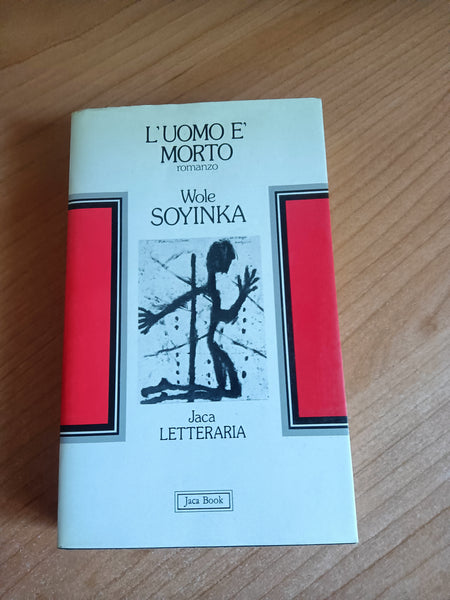 L'UOMO E'
MORTO
romanzo
Wole
SOYINKA
Jaca
LETTERARIA
Jaca Book